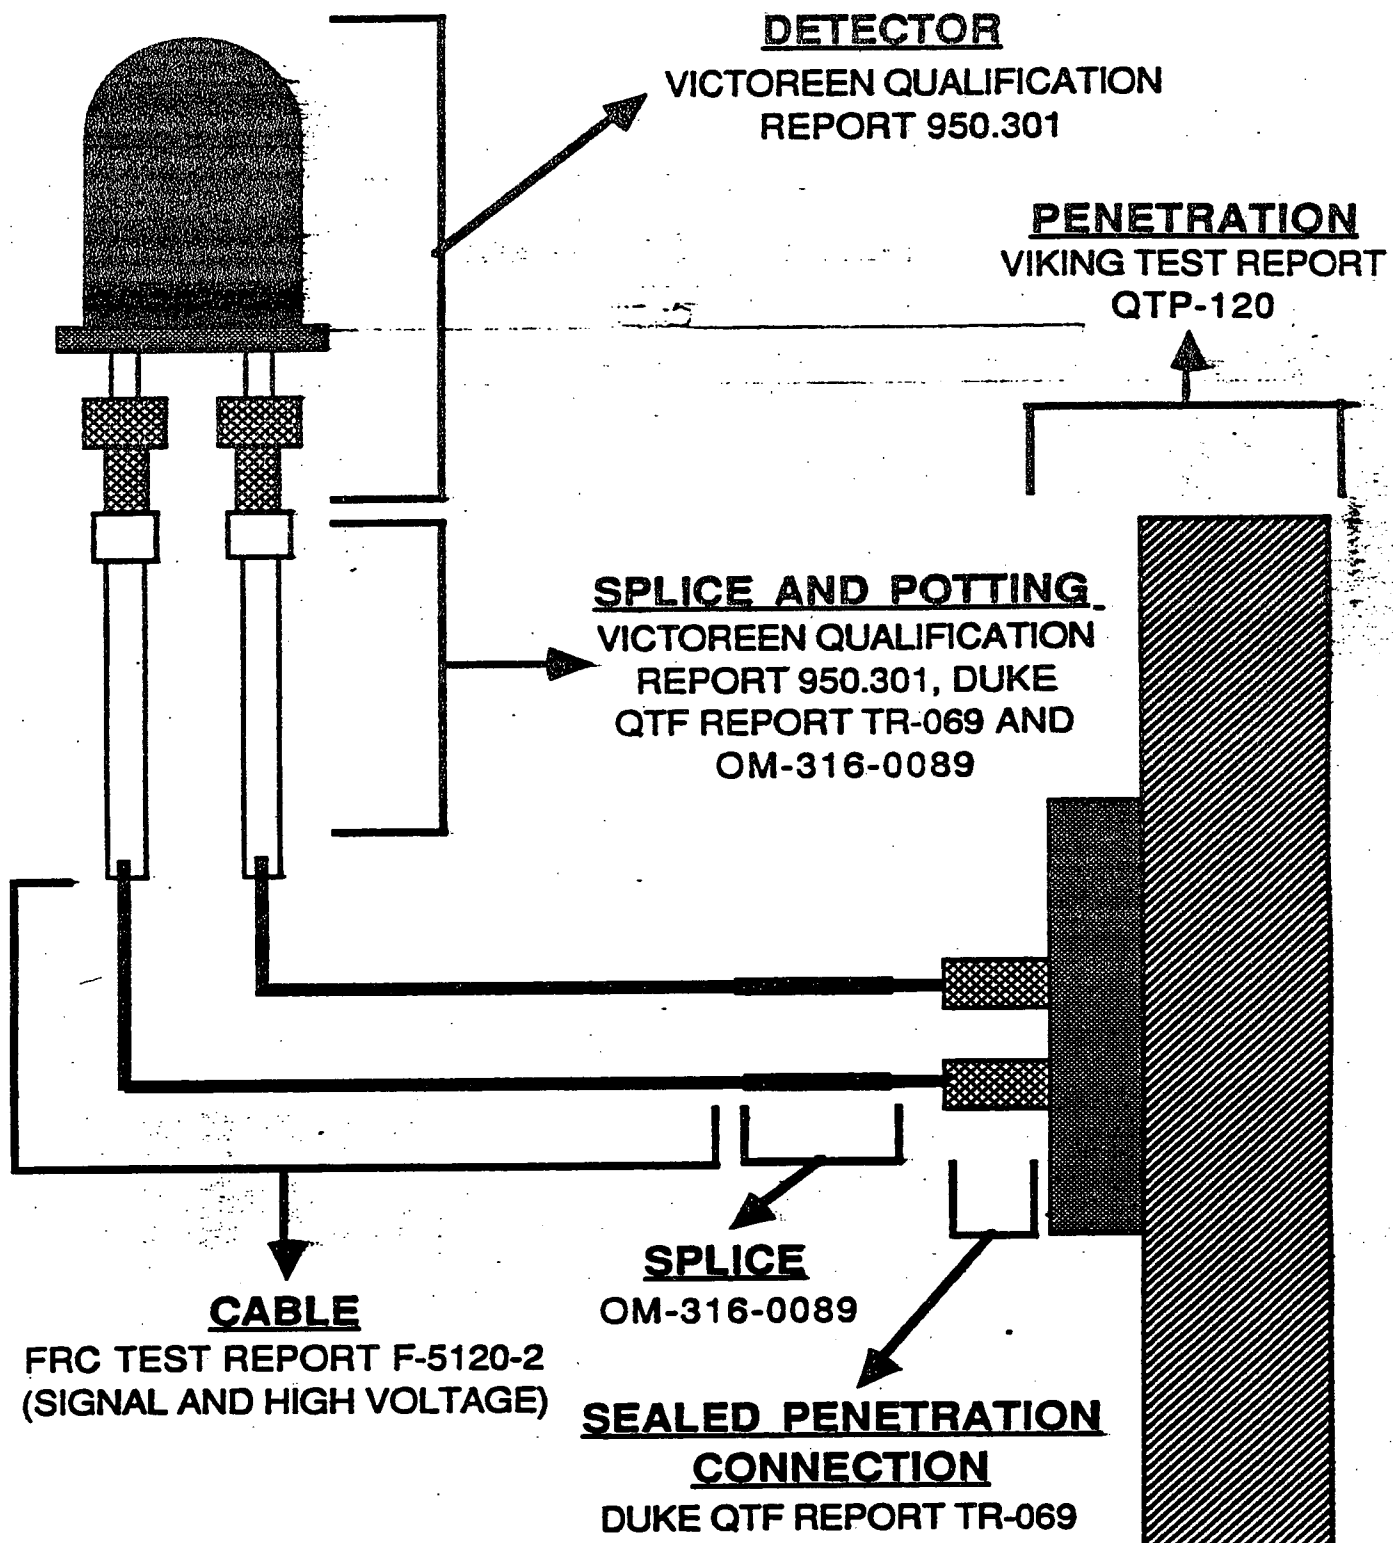 DETECTOR
VICTOREEN QUALIFICATION
REPORT 950.301
PENETRATION
VIKING TEST REPORT
QTP-120
SPLICE AND POTTING
VICTOREEN QUALIFICATION
REPORT 950.301, DUKE
QTF REPORT TR-069 AND
OM-316-0089
SPLICE
OM-316-0089
CABLE
FRC TEST REPORT F-5120-2
(SIGNAL AND HIGH VOLTAGE)
SEALED PENETRATION
CONNECTION
DUKE QTF REPORT TR-069